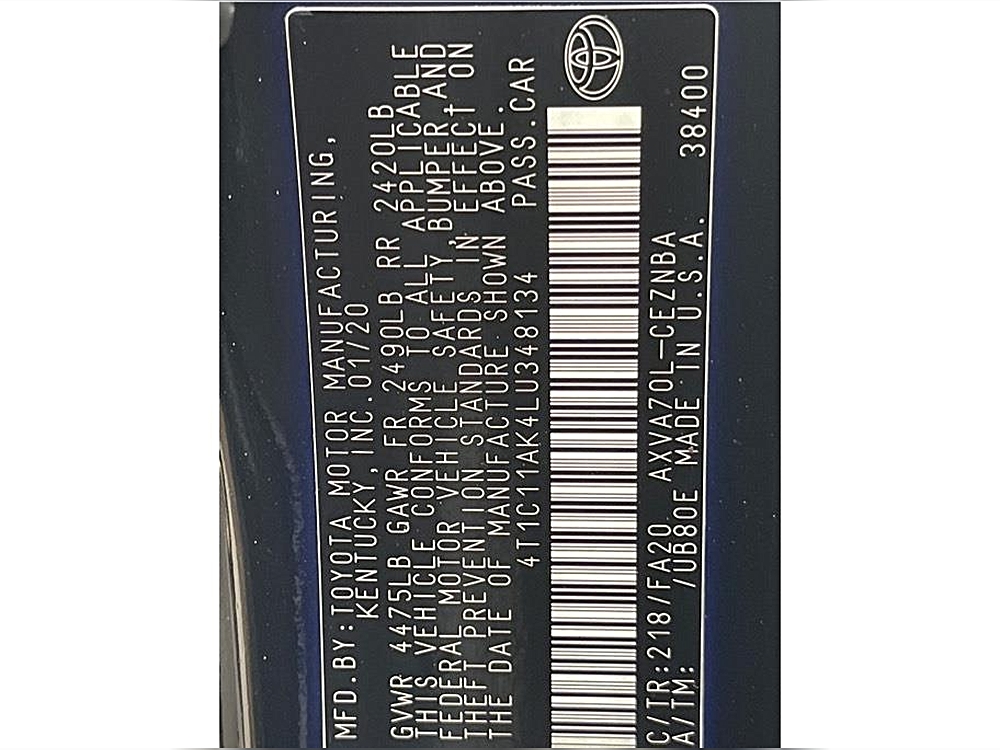 MFD.BY:TOYOTA MOTOR MANUFACTURING,
KENTUCKY,INC.01/20
GVWR 4475LB GAWR FR 2490LB RR 2420LB
THIS VEHICLE CONFORMS TO ALL APPLICABLE
FEDERAL MOTOR VEHICLE SAFETY,BUMPER,AND
THEFT PREVENTION STANDARDS IN EFFECT ON
THE DATE OF MANUFACTURE SHOWN ABOVE.
4T1C11AK4LU348134 PASS.CAR
C/TR:218/FA20 AXVA70L-CEZNBA
A/TM: /UB80E MADE IN U.S.A. 38400